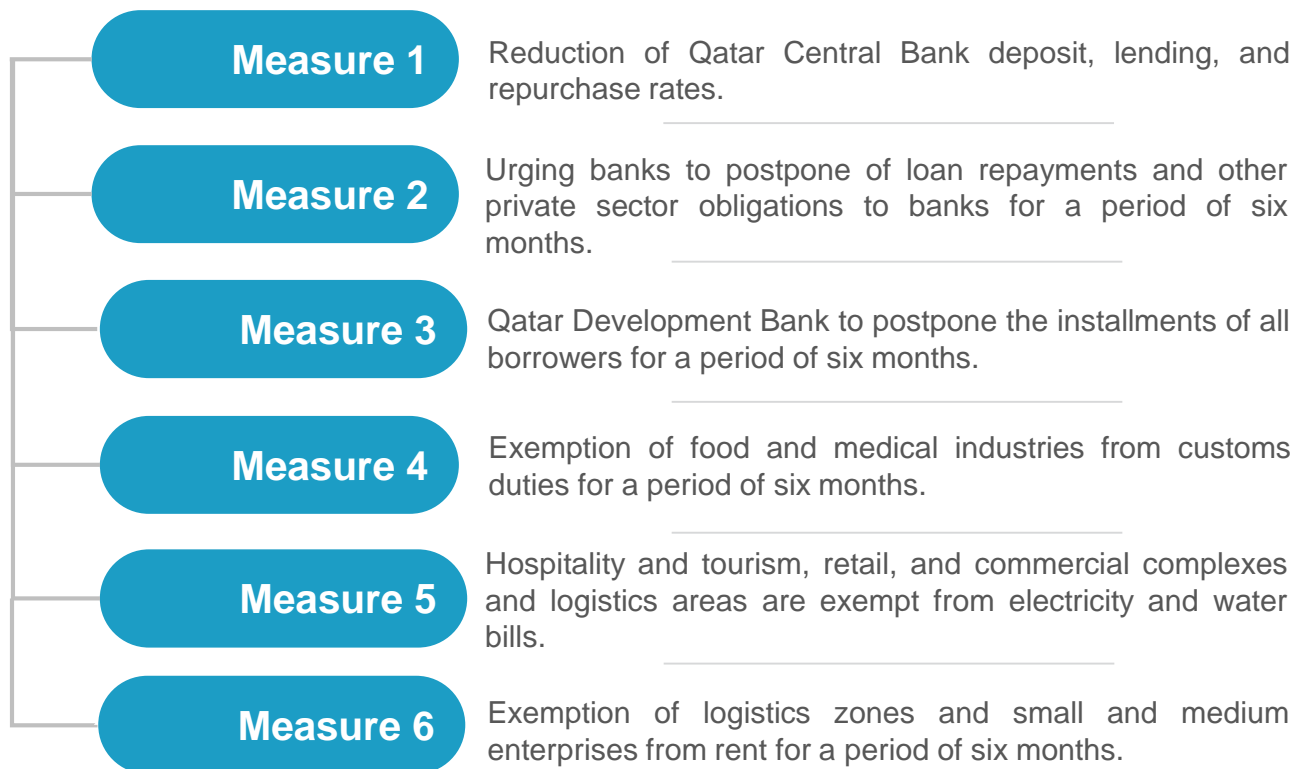 Measure 1
Reduction of Qatar Central Bank deposit, lending, and
repurchase rates.
Measure 2
Urging banks to postpone of loan repayments and other
private sector obligations to banks for a period of six
months.
Measure 3
Qatar Development Bank to postpone the installments of all
borrowers for a period of six months.
Measure 4
Exemption of food and medical industries from customs
duties for a period of six months.
Measure 5
Hospitality and tourism, retail, and commercial complexes
and logistics areas are exempt from electricity and water
bills.
Measure 6
Exemption of logistics zones and small and medium
enterprises from rent for a period of six months.